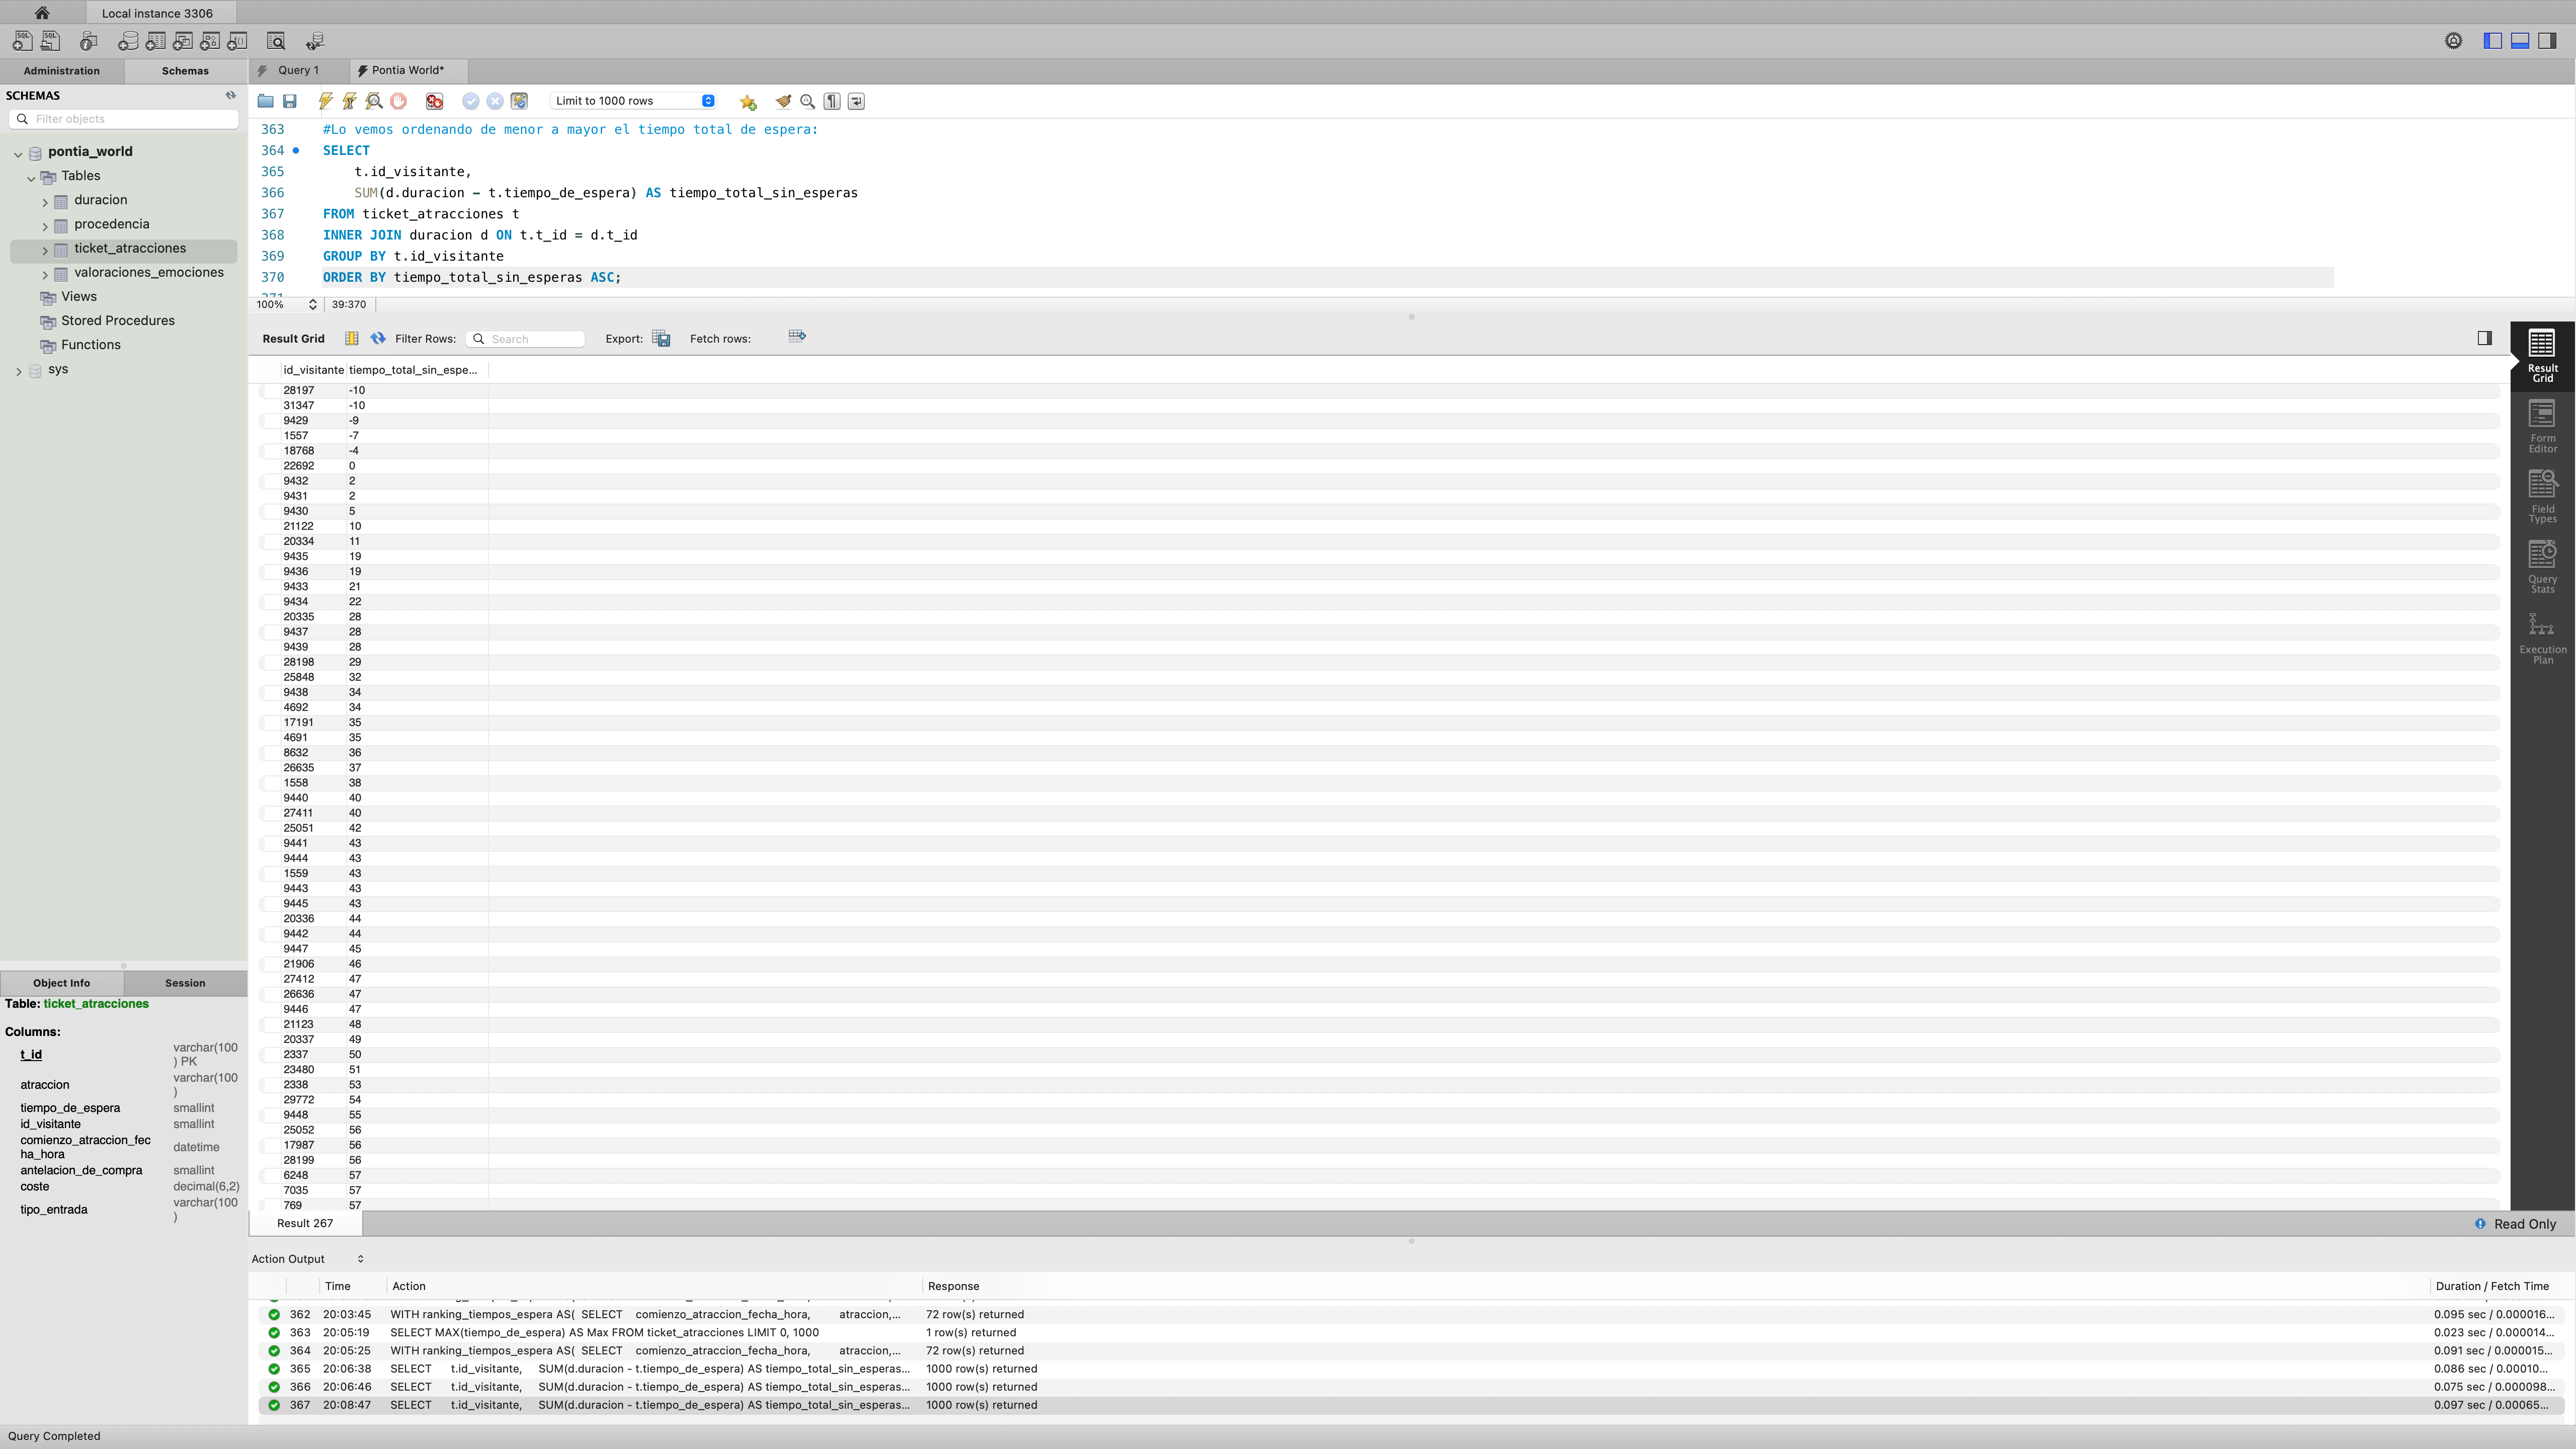 Local instance 3306
Administration
Schemas
Query 1
Pontia World*
SCHEMAS
Filter objects
pontia_world
Tables
duracion
procedencia
ticket_atracciones
valoraciones_emociones
Views
Stored Procedures
Functions
sys
Limit to 1000 rows
363 #Lo vemos ordenando de menor a mayor el tiempo total de espera:
364 SELECT
365 t.id_visitante,
366 SUM(d.duracion - t.tiempo_de_espera) AS tiempo_total_sin_esperas
367 FROM ticket_atracciones t
368 INNER JOIN duracion d ON t.t_id = d.t_id
369 GROUP BY t.id_visitante
370 ORDER BY tiempo_total_sin_esperas ASC;
100% 39:370
Result Grid Filter Rows: Search Export: Fetch rows:
id_visitante tiempo_total_sin_espe...
28197 -10
31347 -10
9429 -9
1557 -7
18768 -4
22692 0
9432 2
9431 2
9430 5
21122 10
20334 11
9435 19
9436 19
9433 21
9434 22
20335 28
9437 28
9439 28
28198 29
25848 32
9438 34
4692 34
17191 35
4691 35
8632 36
26635 37
1558 38
9440 40
27411 40
25051 42
9441 43
9444 43
1559 43
9443 43
9445 43
20336 44
9442 44
9447 45
21906 46
27412 47
26636 47
9446 47
21123 48
20337 49
2337 50
23480 51
2338 53
29772 54
9448 55
25052 56
17987 56
28199 56
6248 57
7035 57
769 57
Result Grid
Form Editor
Field Types
Query Stats
Execution Plan
Result 267
Read Only
Object Info
Session
Table: ticket_atracciones
Columns:
t_id varchar(100) PK
atraccion varchar(100)
tiempo_de_espera smallint
id_visitante smallint
comienzo_atraccion_fecha_hora datetime
antelacion_de_compra smallint
coste decimal(6,2)
tipo_entrada varchar(100)
Action Output
Time Action Response Duration / Fetch Time
362 20:03:45 WITH ranking_tiempos_espera AS( SELECT comienzo_atraccion_fecha_hora, atraccion,... 72 row(s) returned 0.095 sec / 0.000016...
363 20:05:19 SELECT MAX(tiempo_de_espera) AS Max FROM ticket_atracciones LIMIT 0, 1000 1 row(s) returned 0.023 sec / 0.000014...
364 20:05:25 WITH ranking_tiempos_espera AS( SELECT comienzo_atraccion_fecha_hora, atraccion,... 72 row(s) returned 0.091 sec / 0.000015...
365 20:06:38 SELECT t.id_visitante, SUM(d.duracion - t.tiempo_de_espera) AS tiempo_total_sin_esperas... 1000 row(s) returned 0.086 sec / 0.00010...
366 20:06:46 SELECT t.id_visitante, SUM(d.duracion - t.tiempo_de_espera) AS tiempo_total_sin_esperas... 1000 row(s) returned 0.075 sec / 0.000098...
367 20:08:47 SELECT t.id_visitante, SUM(d.duracion - t.tiempo_de_espera) AS tiempo_total_sin_esperas... 1000 row(s) returned 0.097 sec / 0.00065...
Query Completed